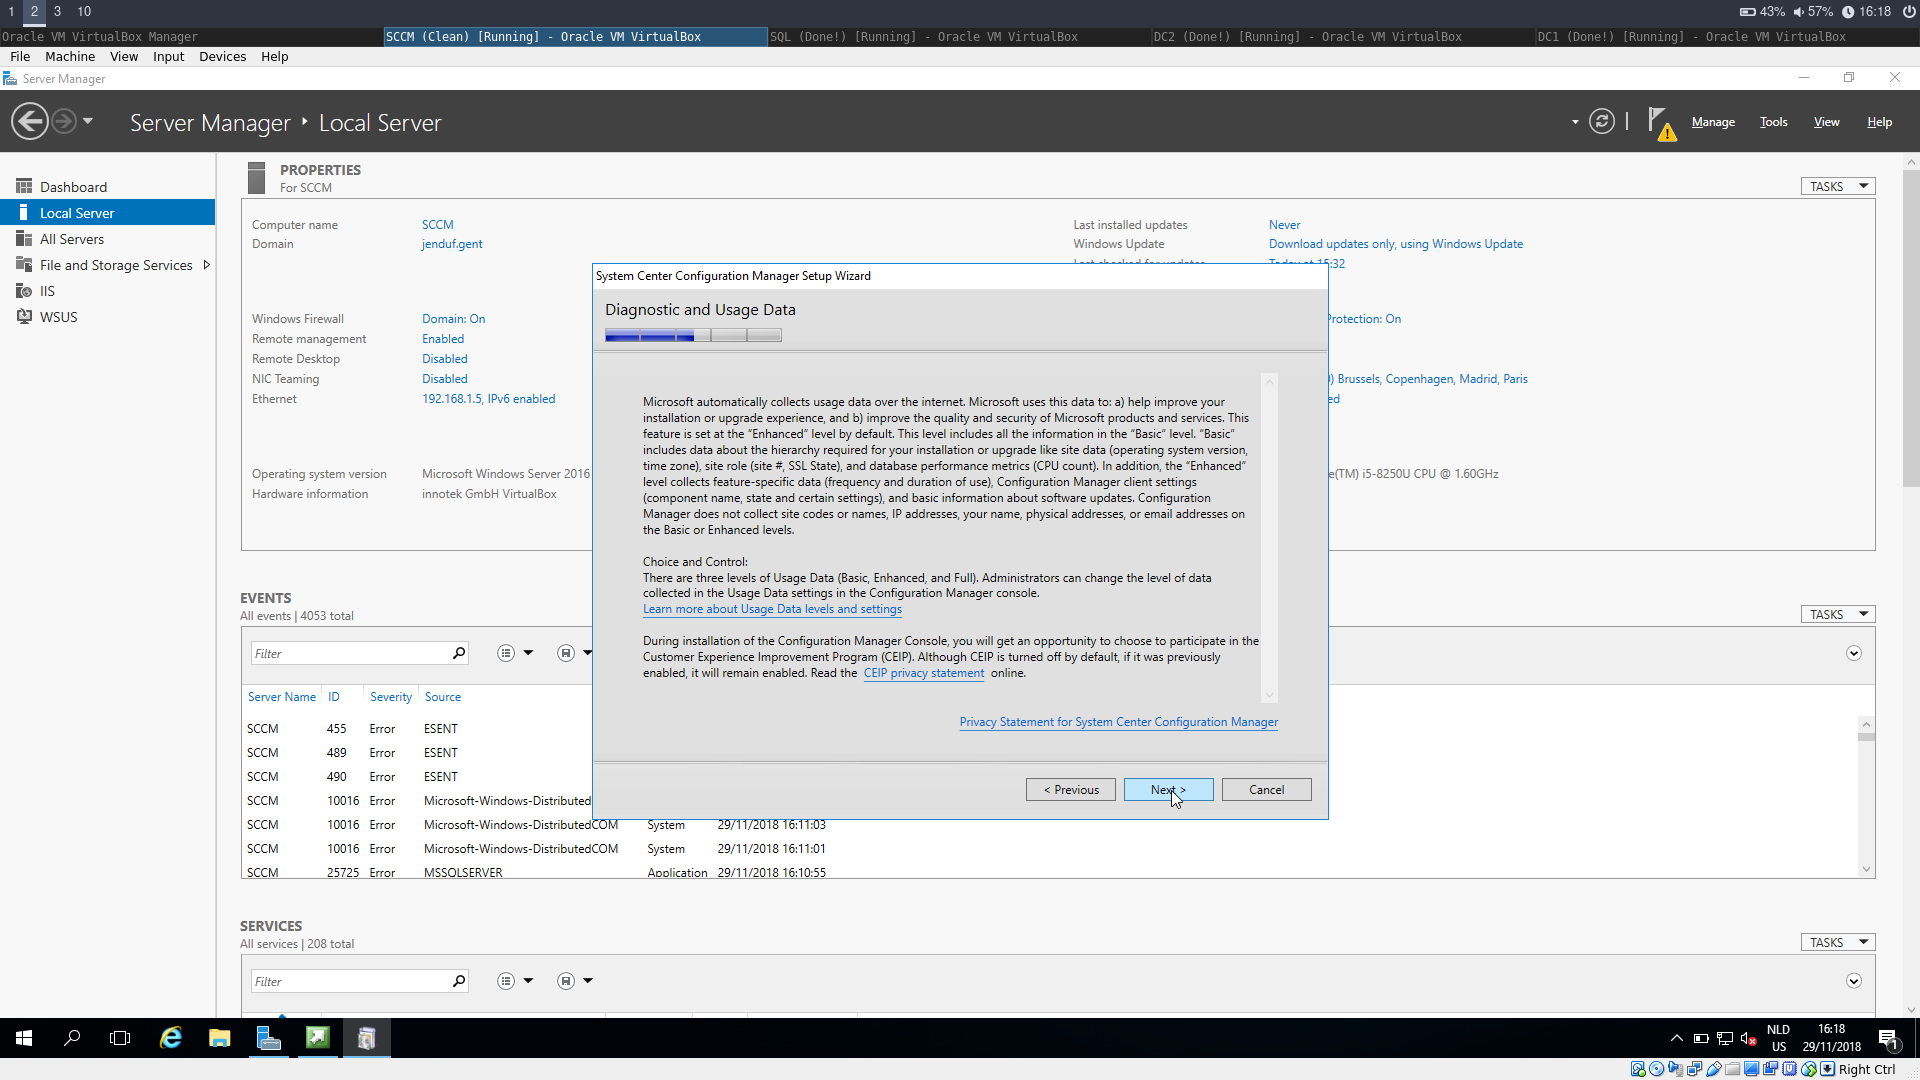 1 2 3 10
43% 57% 16:18
Oracle VM VirtualBox Manager
SCCM (Clean) [Running] - Oracle VM VirtualBox
SQL (Done!) [Running] - Oracle VM VirtualBox
DC2 (Done!) [Running] - Oracle VM VirtualBox
DC1 (Done!) [Running] - Oracle VM VirtualBox
File Machine View Input Devices Help
Server Manager
Server Manager ‣ Local Server
Manage Tools View Help
Dashboard
Local Server
All Servers
File and Storage Services
IIS
WSUS
PROPERTIES
For SCCM
TASKS
Computer name SCCM
Domain jenduf.gent
Last installed updates Never
Windows Update Download updates only, using Windows Update
Windows Firewall Domain: On
Remote management Enabled
Remote Desktop Disabled
NIC Teaming Disabled
Ethernet 192.168.1.5, IPv6 enabled
Protection: On
Brussels, Copenhagen, Madrid, Paris
Operating system version Microsoft Windows Server 2016
Hardware information innotek GmbH VirtualBox
e(TM) i5-8250U CPU @ 1.60GHz
System Center Configuration Manager Setup Wizard
Diagnostic and Usage Data
Microsoft automatically collects usage data over the internet. Microsoft uses this data to: a) help improve your
installation or upgrade experience, and b) improve the quality and security of Microsoft products and services. This
feature is set at the “Enhanced” level by default. This level includes all the information in the “Basic” level. “Basic”
includes data about the hierarchy required for your installation or upgrade like site data (operating system version,
time zone), site role (site #, SSL State), and database performance metrics (CPU count). In addition, the “Enhanced”
level collects feature-specific data (frequency and duration of use), Configuration Manager client settings
(component name, state and certain settings), and basic information about software updates. Configuration
Manager does not collect site codes or names, IP addresses, your name, physical addresses, or email addresses on
the Basic or Enhanced levels.
Choice and Control:
There are three levels of Usage Data (Basic, Enhanced, and Full). Administrators can change the level of data
collected in the Usage Data settings in the Configuration Manager console.
Learn more about Usage Data levels and settings
During installation of the Configuration Manager Console, you will get an opportunity to choose to participate in the
Customer Experience Improvement Program (CEIP). Although CEIP is turned off by default, if it was previously
enabled, it will remain enabled. Read the CEIP privacy statement online.
Privacy Statement for System Center Configuration Manager
< Previous Next > Cancel
EVENTS
All events | 4053 total
TASKS
Filter
Server Name ID Severity Source
SCCM 455 Error ESENT
SCCM 489 Error ESENT
SCCM 490 Error ESENT
SCCM 10016 Error Microsoft-Windows-Distributed
SCCM 10016 Error Microsoft-Windows-DistributedCOM System 29/11/2018 16:11:03
SCCM 10016 Error Microsoft-Windows-DistributedCOM System 29/11/2018 16:11:01
SCCM 25725 Error MSSQLSERVER Application 29/11/2018 16:10:55
SERVICES
All services | 208 total
TASKS
Filter
NLD
US
16:18
29/11/2018
1
Right Ctrl